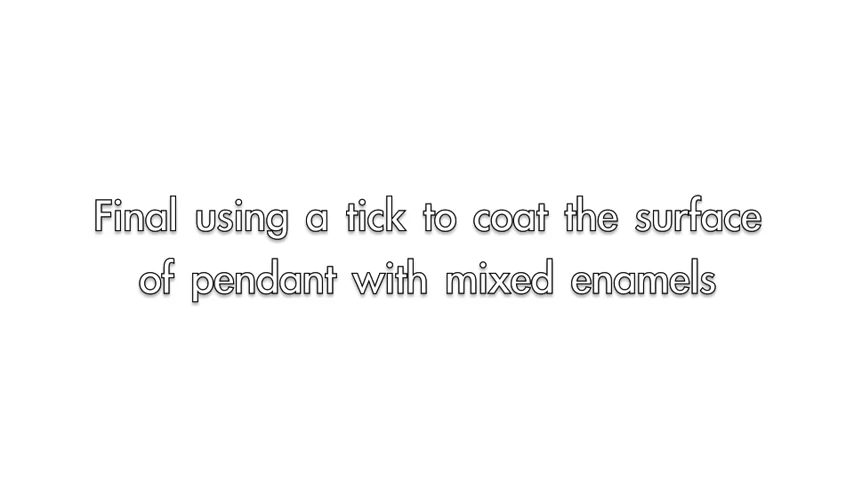 Final using a tick to coat the surface
of pendant with mixed enamels